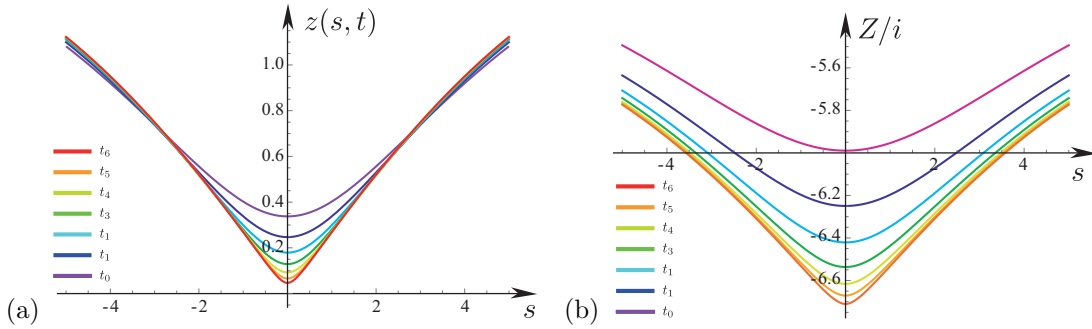 z(s, t)
1.0
0.8
0.6
0.4
0.2
-4 -2 2 4 s
t6
t5
t4
t3
t1
t1
t0
(a)
Z/i
-5.6
-5.8
-4 -2 2 4 s
-6.2
-6.4
-6.6
t6
t5
t4
t3
t1
t1
t0
(b)